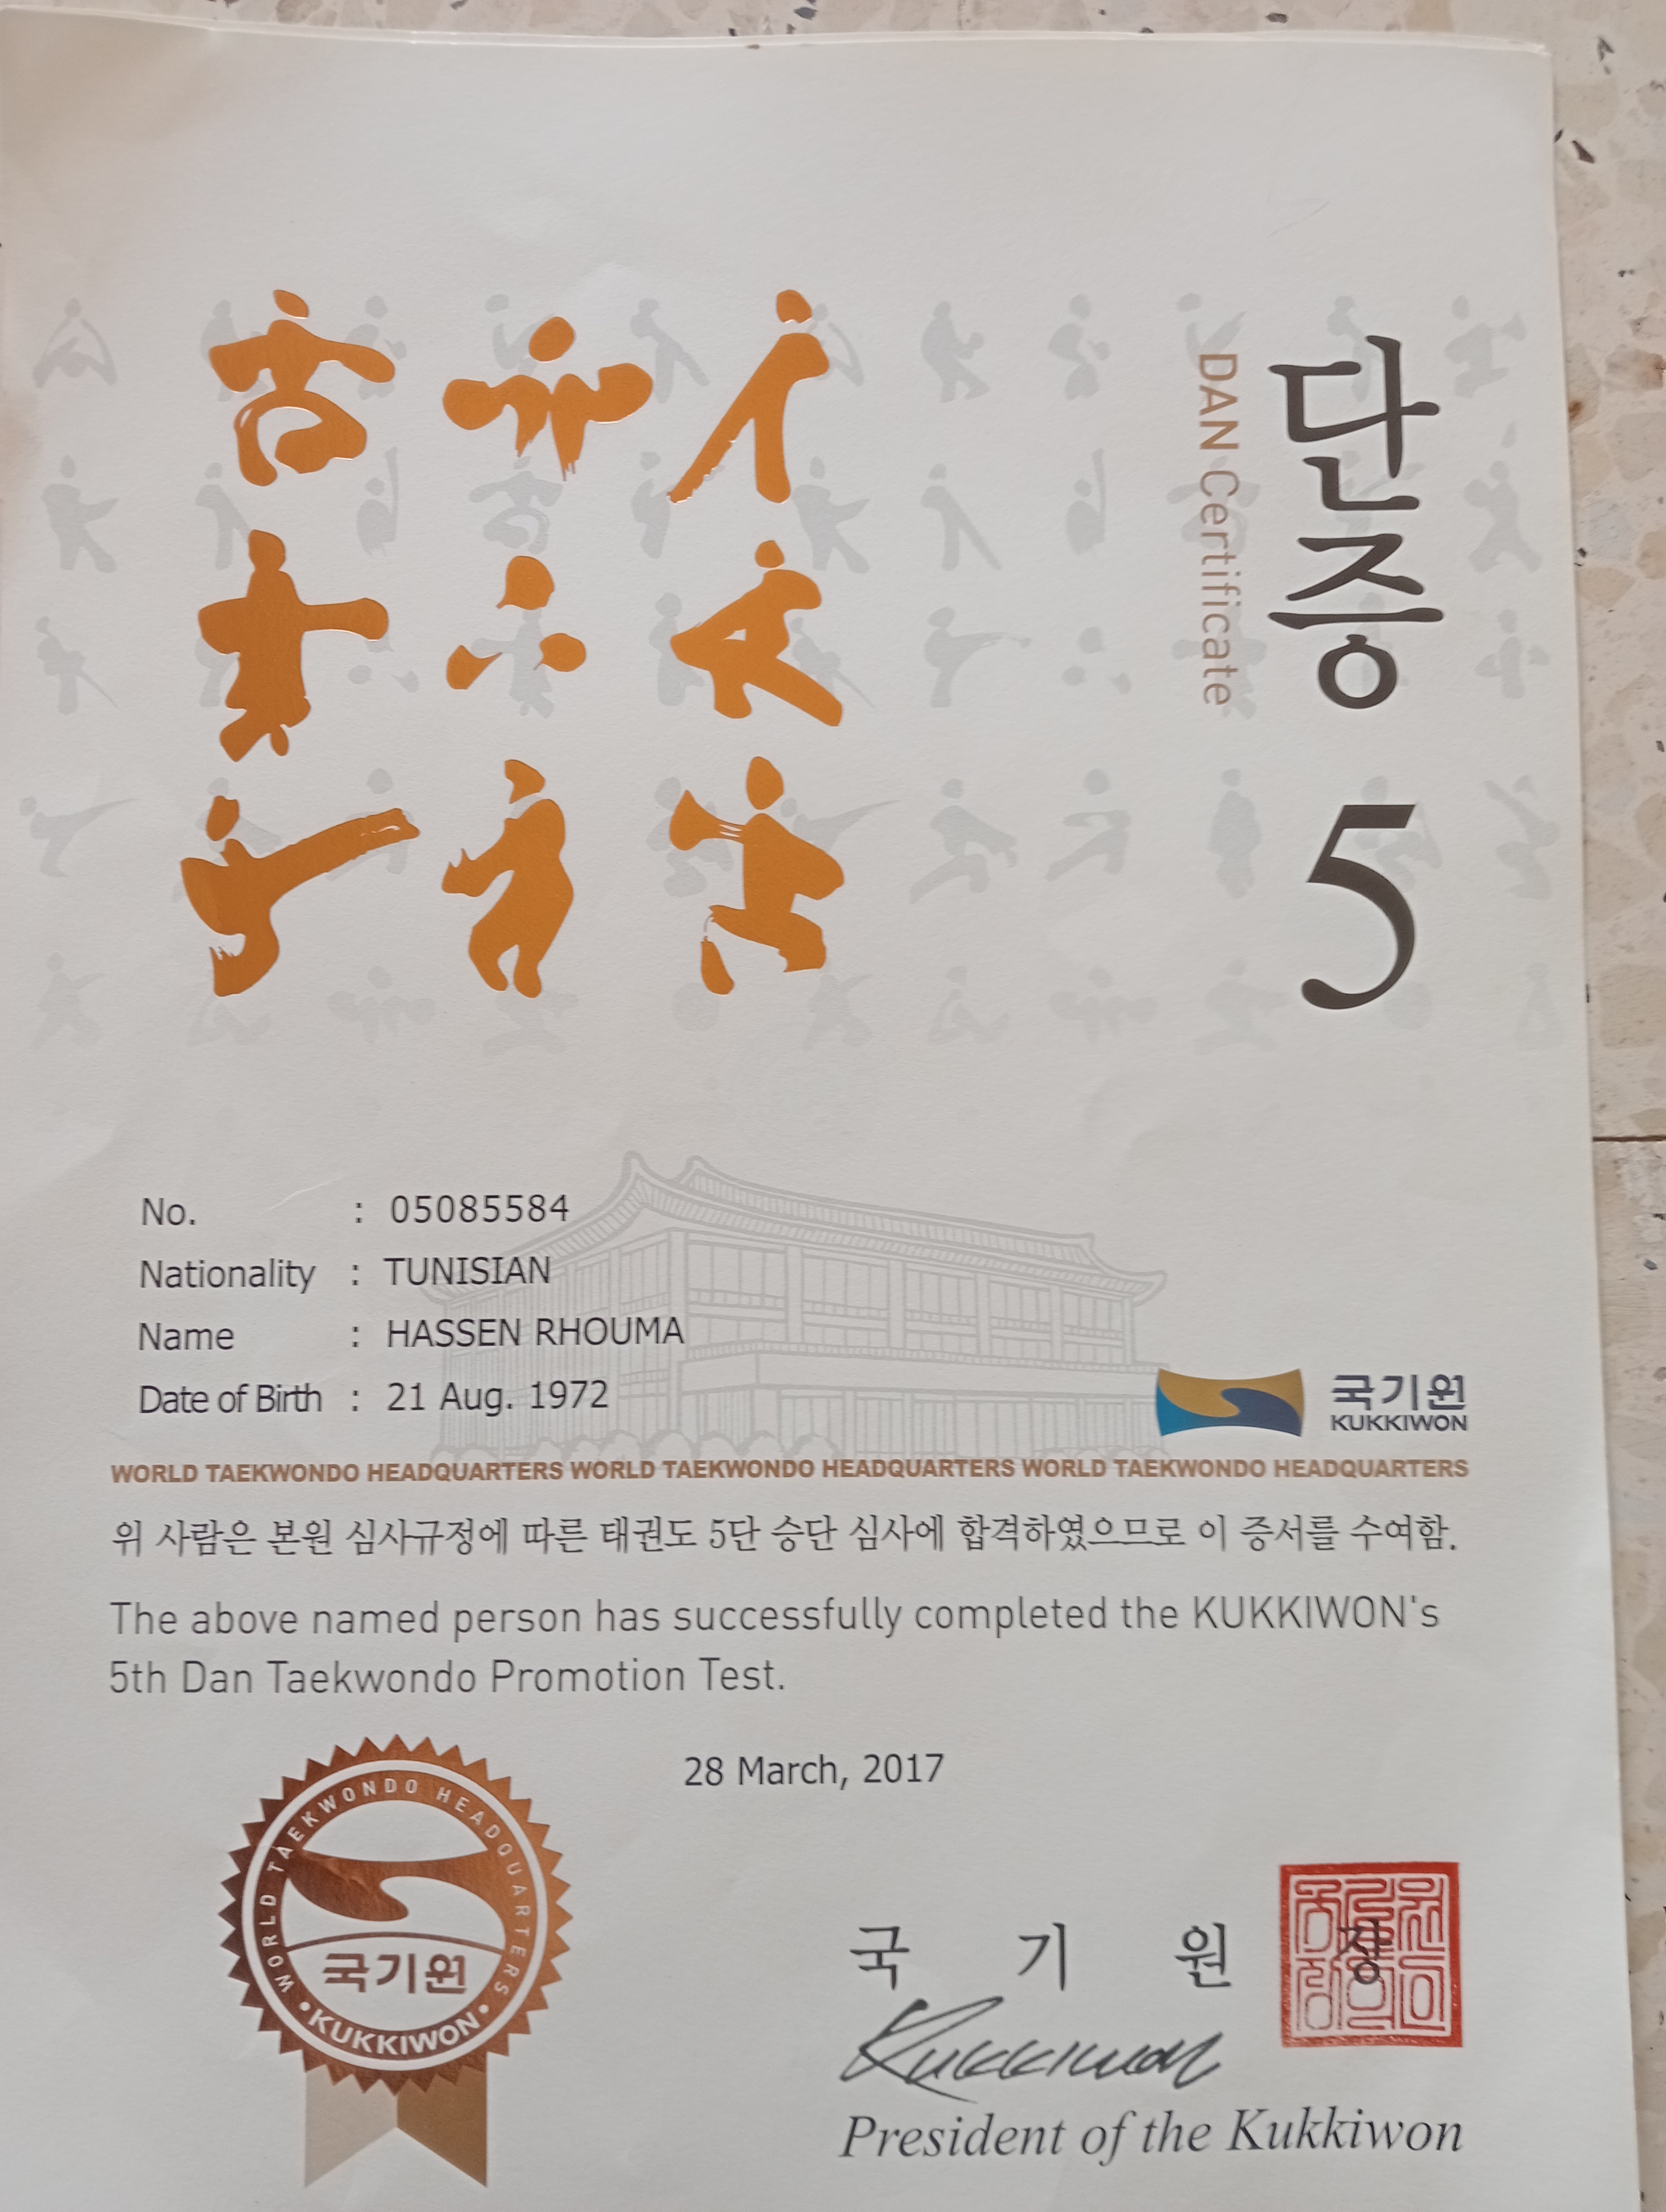 단증 5
DAN Certificate
No. : 05085584
Nationality : TUNISIAN
Name : HASSEN RHOUMA
Date of Birth : 21 Aug. 1972
국기원
KUKKIWON
WORLD TAEKWONDO HEADQUARTERS WORLD TAEKWONDO HEADQUARTERS WORLD TAEKWONDO HEADQUARTERS
위 사람은 본원 심사규정에 따른 태권도 5단 승단 심사에 합격하였으므로 이 증서를 수여함.
The above named person has successfully completed the KUKKIWON's
5th Dan Taekwondo Promotion Test.
28 March, 2017
WORLD TAEKWONDO HEADQUARTERS
국기원
•KUKKIWON•
국 기 원 장
Kukkiwon
President of the Kukkiwon